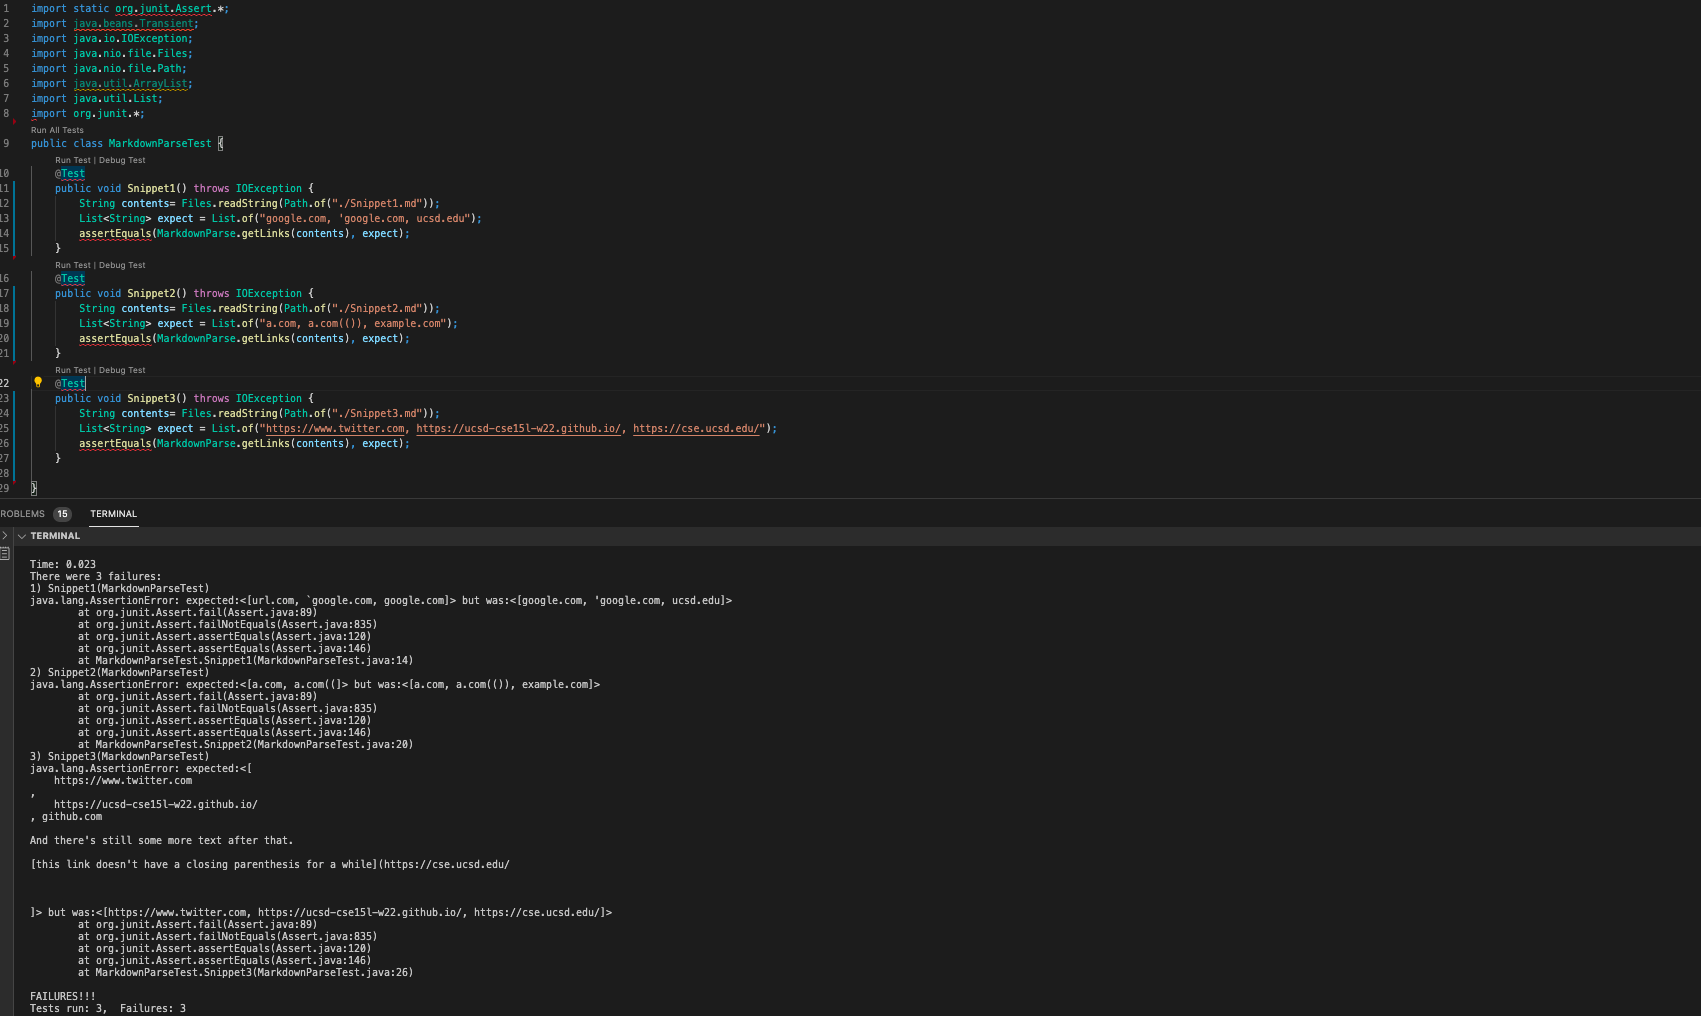 1 import static org.junit.Assert.*;
2 import java.beans.Transient;
3 import java.io.IOException;
4 import java.nio.file.Files;
5 import java.nio.file.Path;
6 import java.util.ArrayList;
7 import java.util.List;
8 import org.junit.*;
Run All Tests
9 public class MarkdownParseTest {
Run Test | Debug Test
10 @Test
11 public void Snippet1() throws IOException {
12 String contents= Files.readString(Path.of("./Snippet1.md"));
13 List<String> expect = List.of("google.com, 'google.com, ucsd.edu");
14 assertEquals(MarkdownParse.getLinks(contents), expect);
15 }
Run Test | Debug Test
16 @Test
17 public void Snippet2() throws IOException {
18 String contents= Files.readString(Path.of("./Snippet2.md"));
19 List<String> expect = List.of("a.com, a.com(()), example.com");
20 assertEquals(MarkdownParse.getLinks(contents), expect);
21 }
Run Test | Debug Test
22 @Test
23 public void Snippet3() throws IOException {
24 String contents= Files.readString(Path.of("./Snippet3.md"));
25 List<String> expect = List.of("https://www.twitter.com, https://ucsd-cse15l-w22.github.io/, https://cse.ucsd.edu/");
26 assertEquals(MarkdownParse.getLinks(contents), expect);
27 }
28
29 }
ROBLEMS 15 TERMINAL
TERMINAL
Time: 0.023
There were 3 failures:
1) Snippet1(MarkdownParseTest)
java.lang.AssertionError: expected:<[url.com, `google.com, google.com]> but was:<[google.com, 'google.com, ucsd.edu]>
at org.junit.Assert.fail(Assert.java:89)
at org.junit.Assert.failNotEquals(Assert.java:835)
at org.junit.Assert.assertEquals(Assert.java:120)
at org.junit.Assert.assertEquals(Assert.java:146)
at MarkdownParseTest.Snippet1(MarkdownParseTest.java:14)
2) Snippet2(MarkdownParseTest)
java.lang.AssertionError: expected:<[a.com, a.com((]> but was:<[a.com, a.com(()), example.com]>
at org.junit.Assert.fail(Assert.java:89)
at org.junit.Assert.failNotEquals(Assert.java:835)
at org.junit.Assert.assertEquals(Assert.java:120)
at org.junit.Assert.assertEquals(Assert.java:146)
at MarkdownParseTest.Snippet2(MarkdownParseTest.java:20)
3) Snippet3(MarkdownParseTest)
java.lang.AssertionError: expected:<[
https://www.twitter.com
,
https://ucsd-cse15l-w22.github.io/
, github.com
And there's still some more text after that.
[this link doesn't have a closing parenthesis for a while](https://cse.ucsd.edu/
]> but was:<[https://www.twitter.com, https://ucsd-cse15l-w22.github.io/, https://cse.ucsd.edu/]>
at org.junit.Assert.fail(Assert.java:89)
at org.junit.Assert.failNotEquals(Assert.java:835)
at org.junit.Assert.assertEquals(Assert.java:120)
at org.junit.Assert.assertEquals(Assert.java:146)
at MarkdownParseTest.Snippet3(MarkdownParseTest.java:26)
FAILURES!!!
Tests run: 3,  Failures: 3